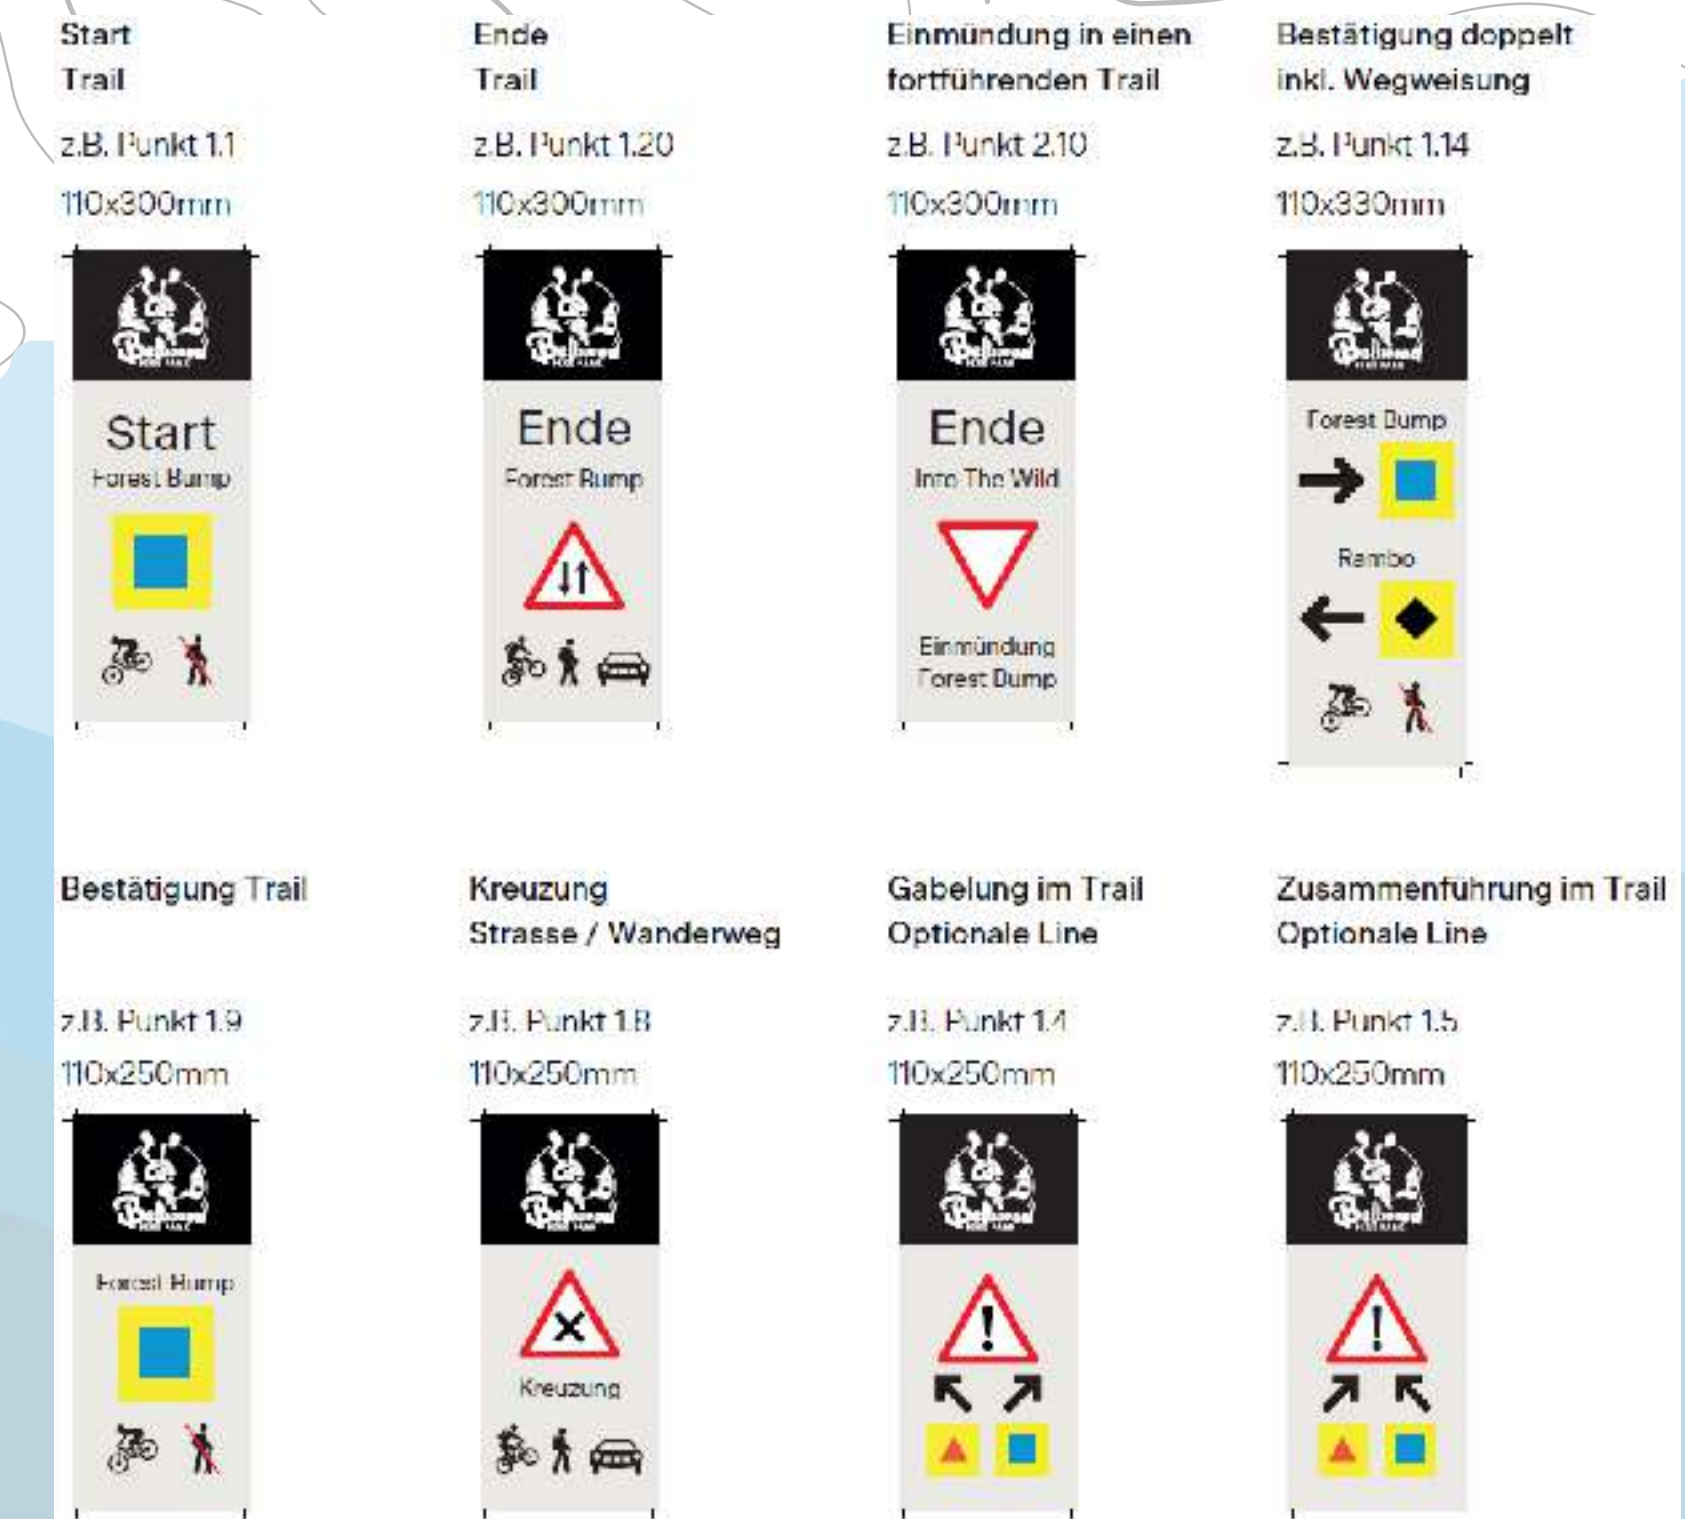 Start
Trail
z.B. Punkt 1.1
110x300mm
Start
Forest Bump
Ende
Trail
z.B. Punkt 1.20
110x300mm
Ende
Forest Bump
Einmündung in einen
fortführenden Trail
z.B. Punkt 2.10
110x300mm
Ende
Into The Wild
Einmündung
Forest Bump
Bestätigung doppelt
inkl. Wegweisung
z.B. Punkt 1.14
110x330mm
Forest Bump
Rambo
Bestätigung Trail
z.B. Punkt 1.9
110x250mm
Forest Bump
Kreuzung
Strasse / Wanderweg
z.B. Punkt 1.8
110x250mm
Kreuzung
Gabelung im Trail
Optionale Line
z.B. Punkt 1.4
110x250mm
Zusammenführung im Trail
Optionale Line
z.B. Punkt 1.5
110x250mm